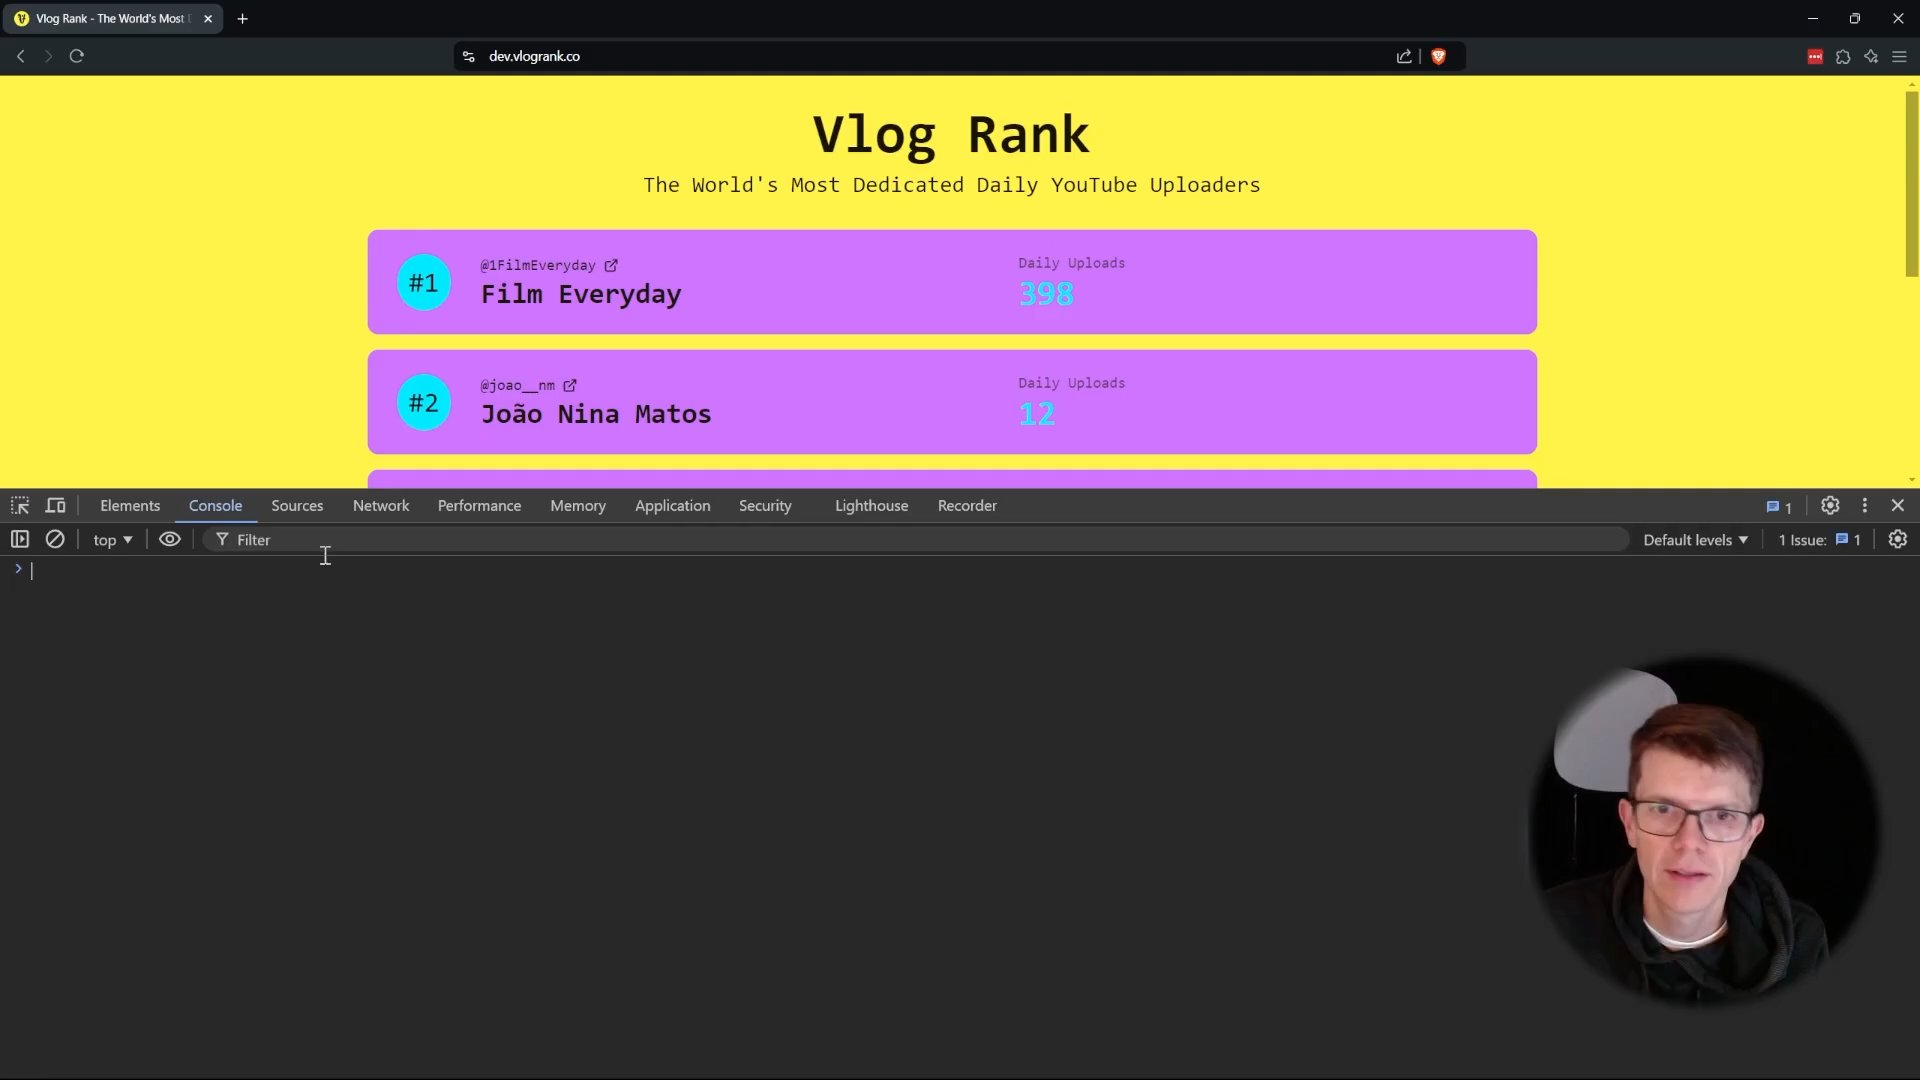 Vlog Rank - The World's Most
dev.vlogrank.co
Vlog Rank
The World's Most Dedicated Daily YouTube Uploaders
#1
@1FilmEveryday
Film Everyday
Daily Uploads
398
#2
@joao__nm
João Nina Matos
Daily Uploads
12
Elements Console Sources Network Performance Memory Application Security Lighthouse Recorder 1
top Filter Default levels 1 Issue: 1
>